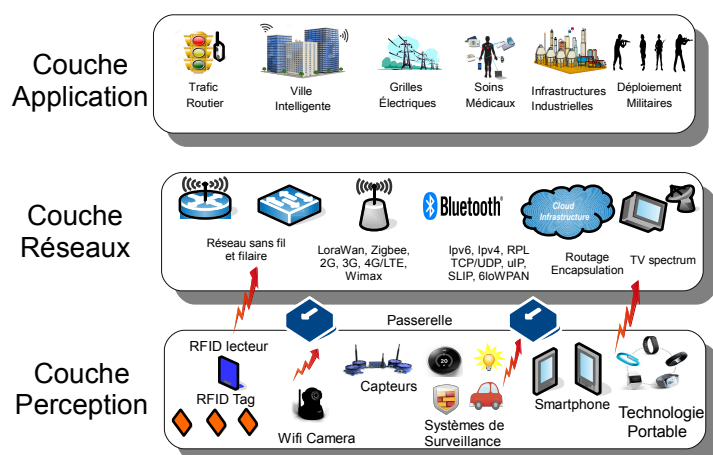 Couche
Application
Trafic
Routier
Ville
Intelligente
Grilles
Électriques
Soins
Médicaux
Infrastructures
Industrielles
Déploiement
Militaires
Couche
Réseaux
Réseau sans fil
et filaire
LoraWan, Zigbee,
2G, 3G, 4G/LTE,
Wimax
Bluetooth
Ipv6, Ipv4, RPL
TCP/UDP, uIP,
SLIP, 6loWPAN
Cloud
Infrastructure
Routage
Encapsulation
TV spectrum
Passerelle
Couche
Perception
RFID lecteur
RFID Tag
Wifi Camera
Capteurs
20
Systèmes de
Surveillance
Smartphone
Technologie
Portable